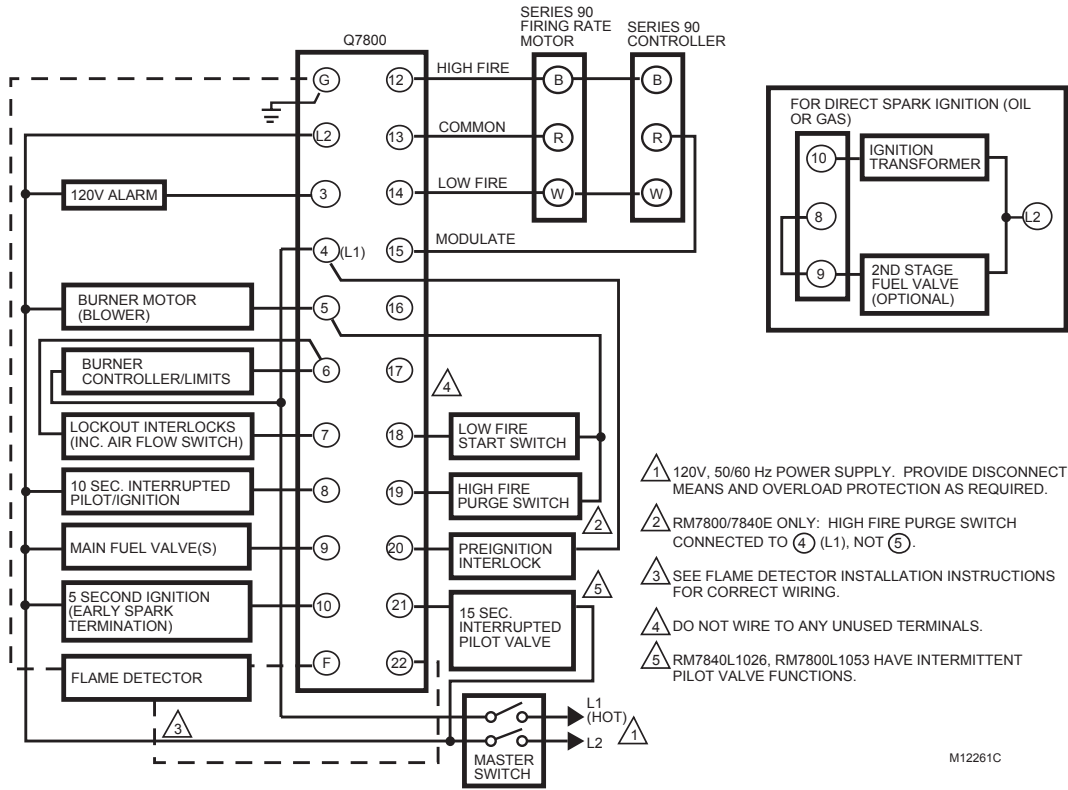 Q7800
SERIES 90
FIRING RATE
MOTOR
SERIES 90
CONTROLLER
G
L2
3
4
(L1)
5
6
7
8
9
10
F
12
13
14
15
16
17
18
19
20
21
22
HIGH FIRE
COMMON
LOW FIRE
MODULATE
B
R
W
B
R
W
120V ALARM
BURNER MOTOR
(BLOWER)
BURNER
CONTROLLER/LIMITS
LOCKOUT INTERLOCKS
(INC. AIR FLOW SWITCH)
10 SEC. INTERRUPTED
PILOT/IGNITION
MAIN FUEL VALVE(S)
5 SECOND IGNITION
(EARLY SPARK
TERMINATION)
FLAME DETECTOR
3
4
LOW FIRE
START SWITCH
HIGH FIRE
PURGE SWITCH
2
PREIGNITION
INTERLOCK
5
15 SEC.
INTERRUPTED
PILOT VALVE
MASTER
SWITCH
L1
(HOT)
L2
1
FOR DIRECT SPARK IGNITION (OIL
OR GAS)
10
8
9
IGNITION
TRANSFORMER
2ND STAGE
FUEL VALVE
(OPTIONAL)
L2
1 120V, 50/60 Hz POWER SUPPLY. PROVIDE DISCONNECT
MEANS AND OVERLOAD PROTECTION AS REQUIRED.
2 RM7800/7840E ONLY: HIGH FIRE PURGE SWITCH
CONNECTED TO 4 (L1), NOT 5.
3 SEE FLAME DETECTOR INSTALLATION INSTRUCTIONS
FOR CORRECT WIRING.
4 DO NOT WIRE TO ANY UNUSED TERMINALS.
5 RM7840L1026, RM7800L1053 HAVE INTERMITTENT
PILOT VALVE FUNCTIONS.
M12261C